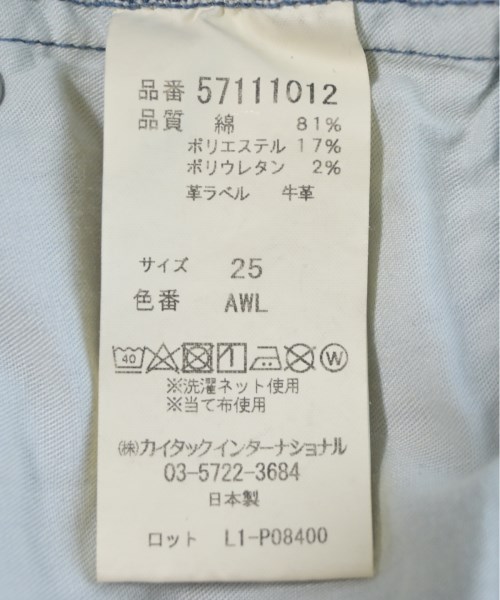 品番 57111012
品質 綿 81%
ポリエステル 17%
ポリウレタン 2%
革ラベル 牛革
サイズ 25
色番 AWL
40 W
※洗濯ネット使用
※当て布使用
㈱カイタックインターナショナル
03-5722-3684
日本製
ロット L1-P08400